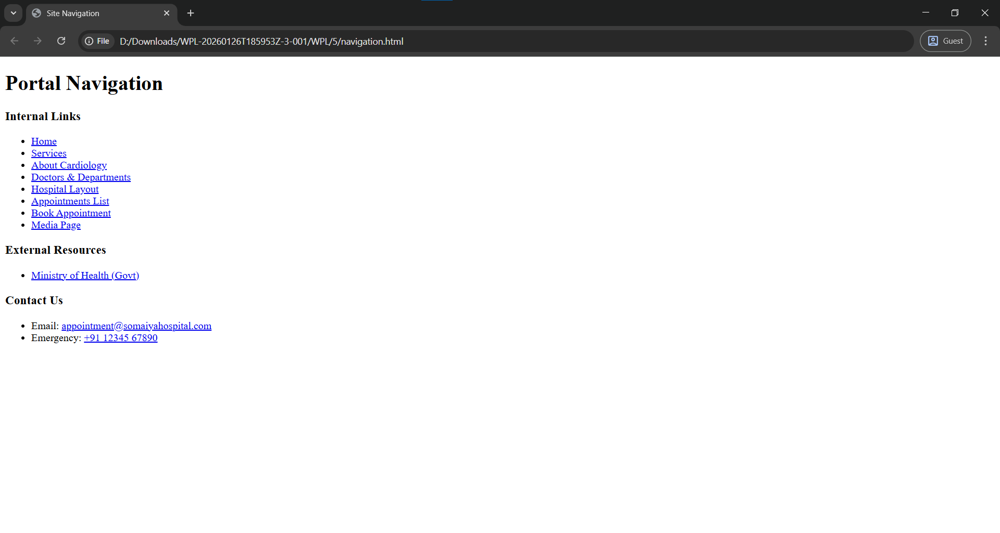 Site Navigation
File D:/Downloads/WPL-20260126T185953Z-3-001/WPL/5/navigation.html Guest
Portal Navigation
Internal Links
Home
Services
About Cardiology
Doctors & Departments
Hospital Layout
Appointments List
Book Appointment
Media Page
External Resources
Ministry of Health (Govt)
Contact Us
Email: appointment@somaiyahospital.com
Emergency: +91 12345 67890